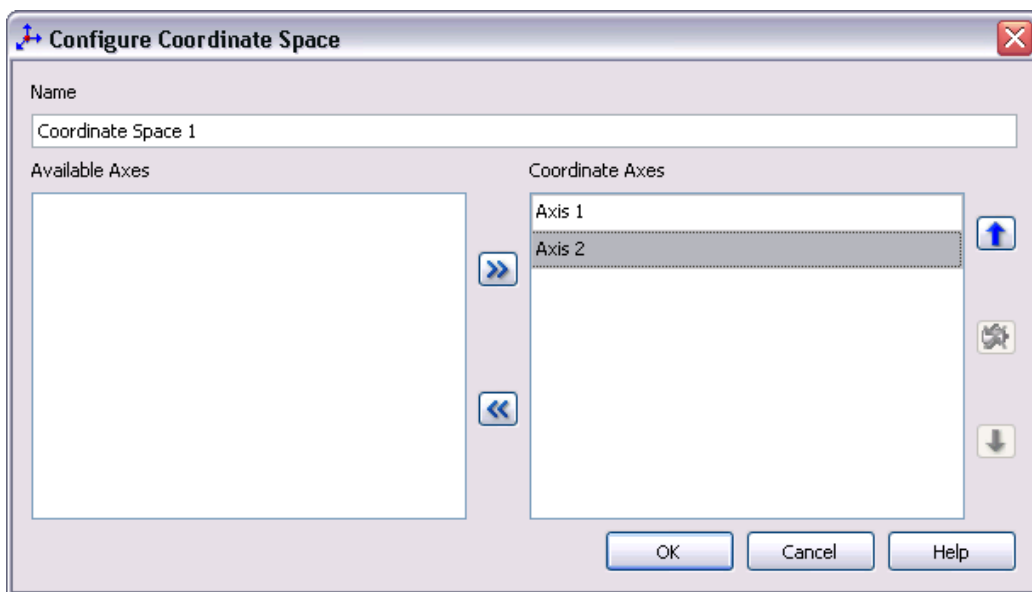 Configure Coordinate Space
Name
Coordinate Space 1
Available Axes
Coordinate Axes
Axis 1
Axis 2
OK
Cancel
Help